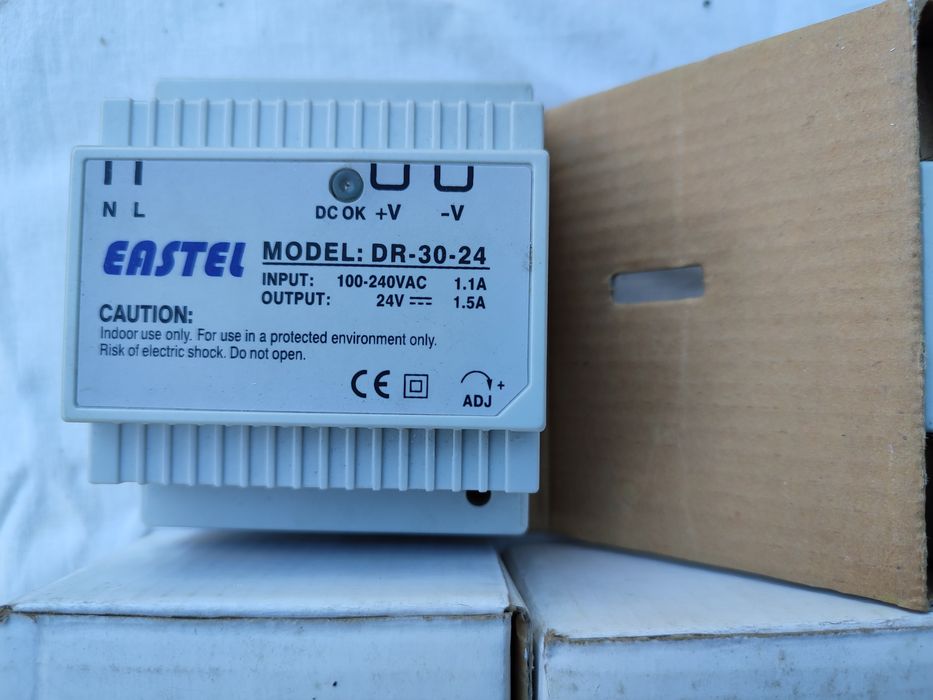 N L
DC OK +V -V
EASTEL
MODEL: DR-30-24
INPUT: 100-240VAC 1.1A
OUTPUT: 24V 1.5A
CAUTION:
Indoor use only. For use in a protected environment only.
Risk of electric shock. Do not open.
CE
+
ADJ